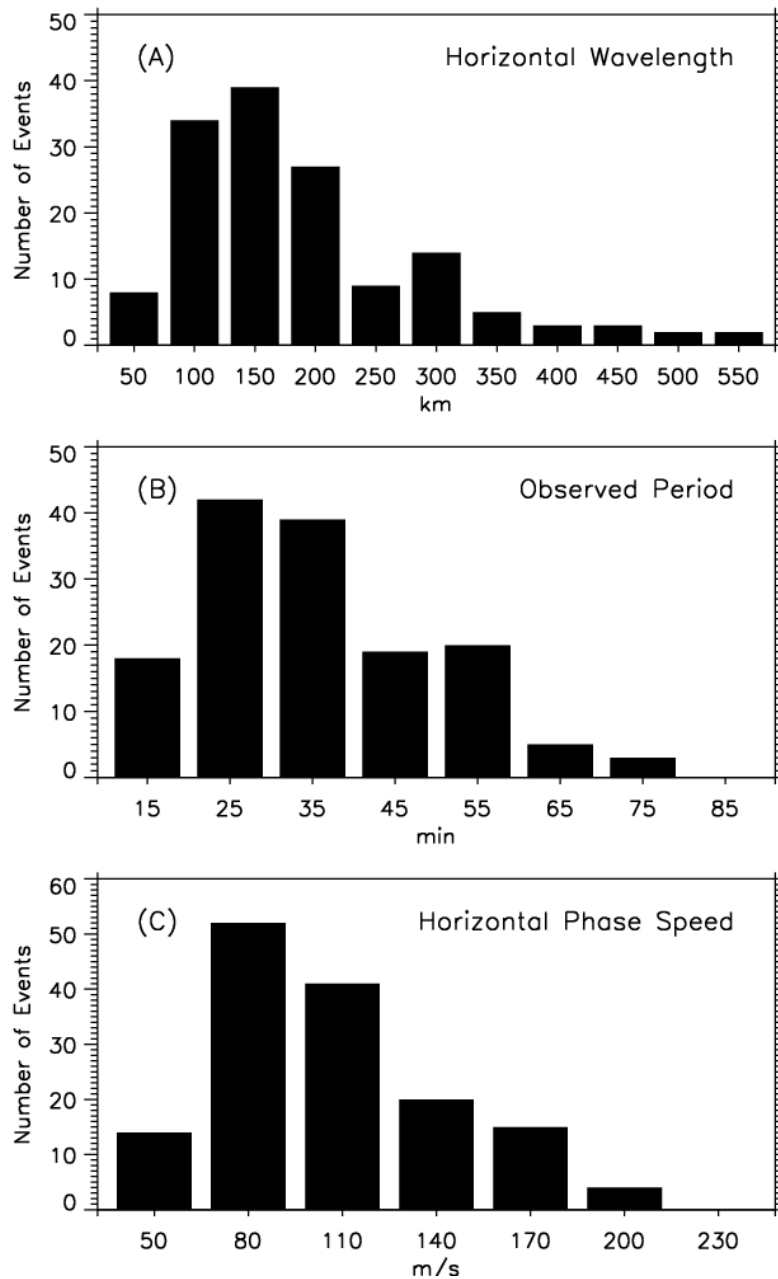 50
(A) Horizontal Wavelength
40
30
20
10
0
Number of Events
50 100 150 200 250 300 350 400 450 500 550
km
50
(B) Observed Period
40
30
20
10
0
Number of Events
15 25 35 45 55 65 75 85
min
60
(C) Horizontal Phase Speed
50
40
30
20
10
0
Number of Events
50 80 110 140 170 200 230
m/s